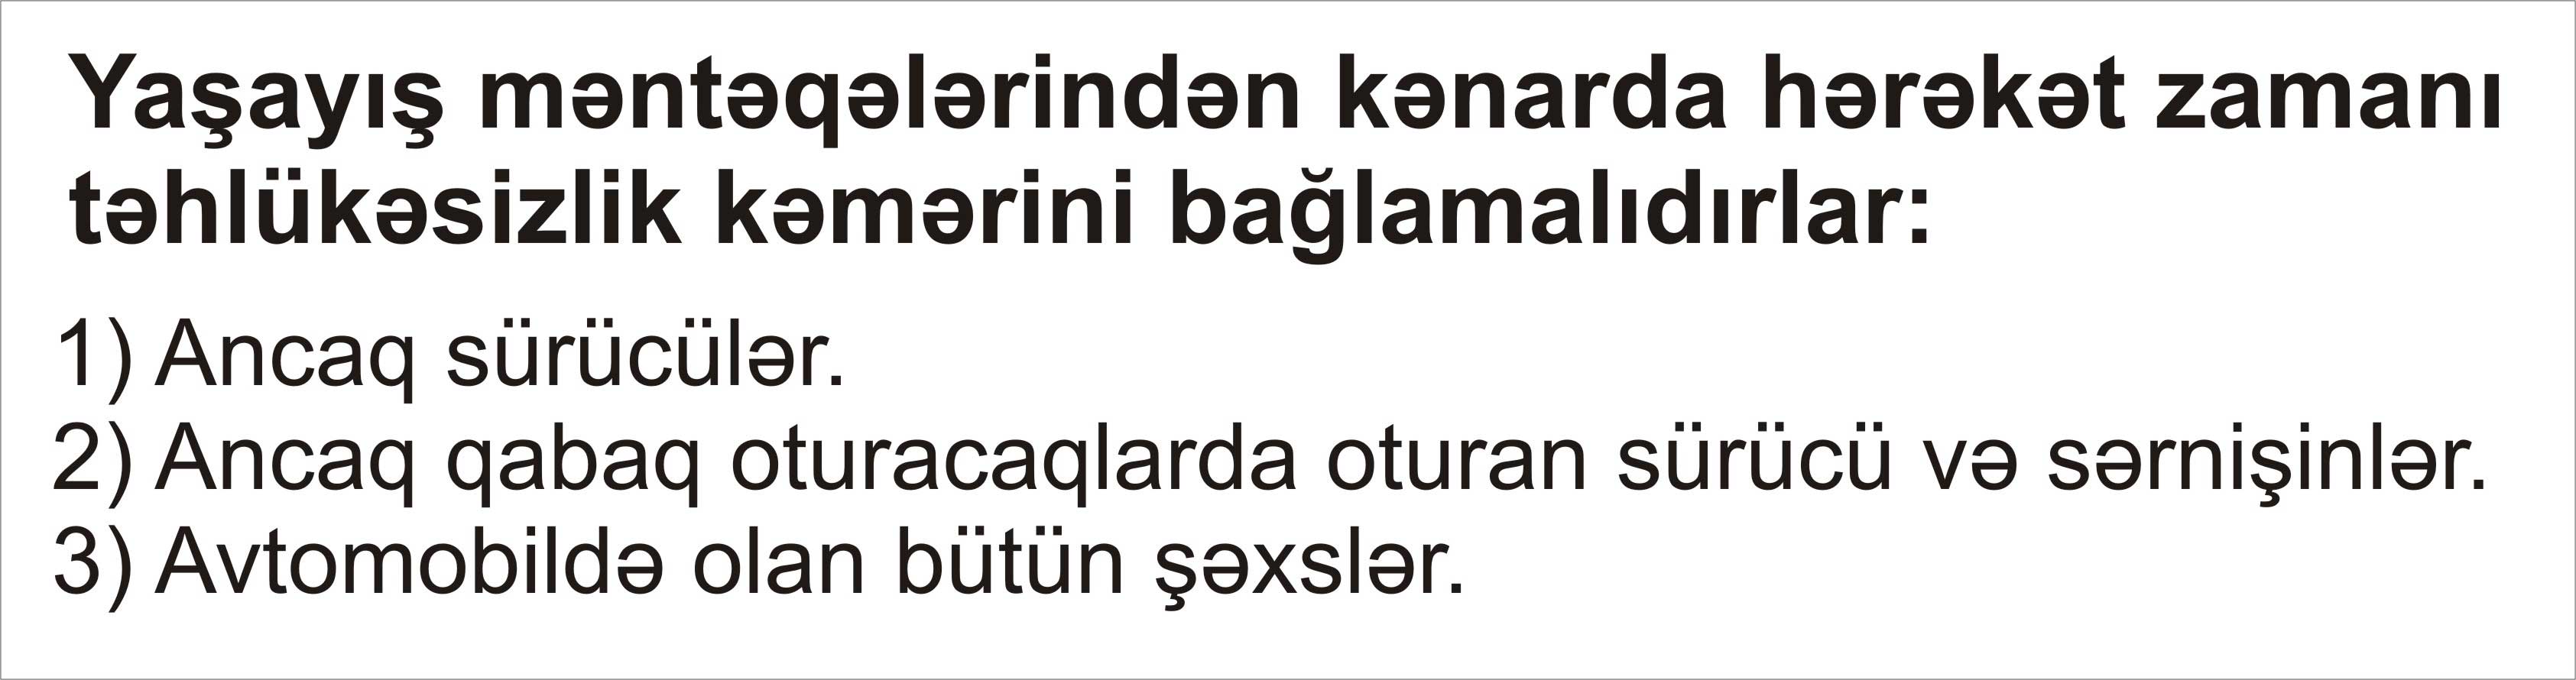 Yaşayış məntəqələrindən kənarda hərəkət zamanı
təhlükəsizlik kəmərini bağlamalıdırlar:
1) Ancaq sürücülər.
2) Ancaq qabaq oturacaqlarda oturan sürücü və sərnişinlər.
3) Avtomobildə olan bütün şəxslər.